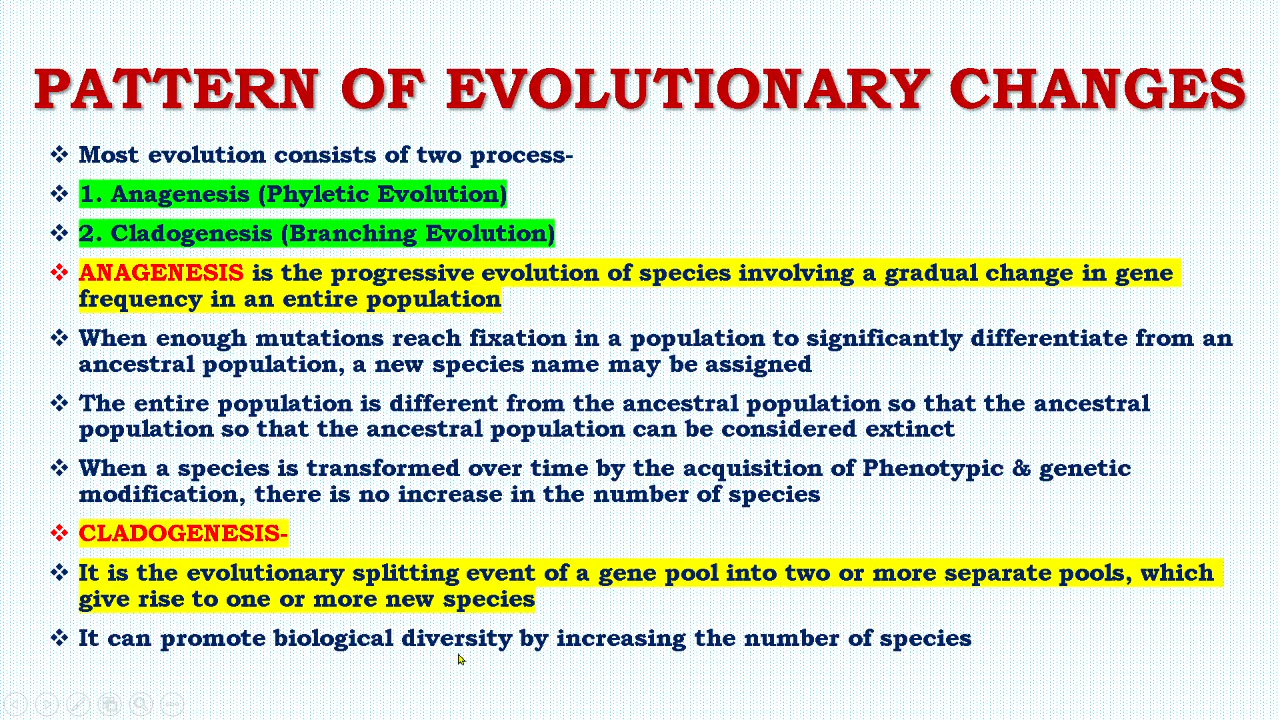 PATTERN OF EVOLUTIONARY CHANGES
❖ Most evolution consists of two process-
❖ 1. Anagenesis (Phyletic Evolution)
❖ 2. Cladogenesis (Branching Evolution)
❖ ANAGENESIS is the progressive evolution of species involving a gradual change in gene
frequency in an entire population
❖ When enough mutations reach fixation in a population to significantly differentiate from an
ancestral population, a new species name may be assigned
❖ The entire population is different from the ancestral population so that the ancestral
population so that the ancestral population can be considered extinct
❖ When a species is transformed over time by the acquisition of Phenotypic & genetic
modification, there is no increase in the number of species
❖ CLADOGENESIS-
❖ It is the evolutionary splitting event of a gene pool into two or more separate pools, which
give rise to one or more new species
❖ It can promote biological diversity by increasing the number of species